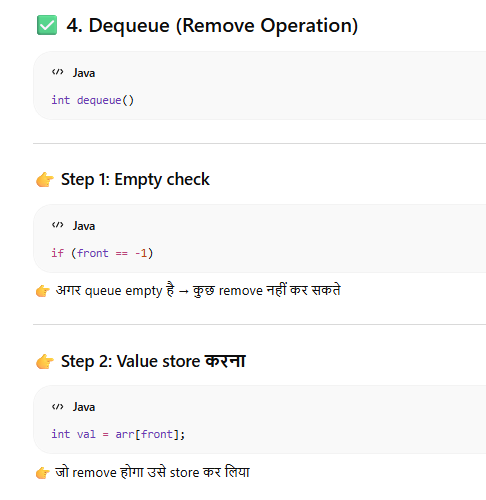 ✅ 4. Dequeue (Remove Operation)
</> Java
int dequeue()
👉 Step 1: Empty check
</> Java
if (front == -1)
👉 अगर queue empty है → कुछ remove नहीं कर सकते
👉 Step 2: Value store करना
</> Java
int val = arr[front];
👉 जो remove होगा उसे store कर लिया